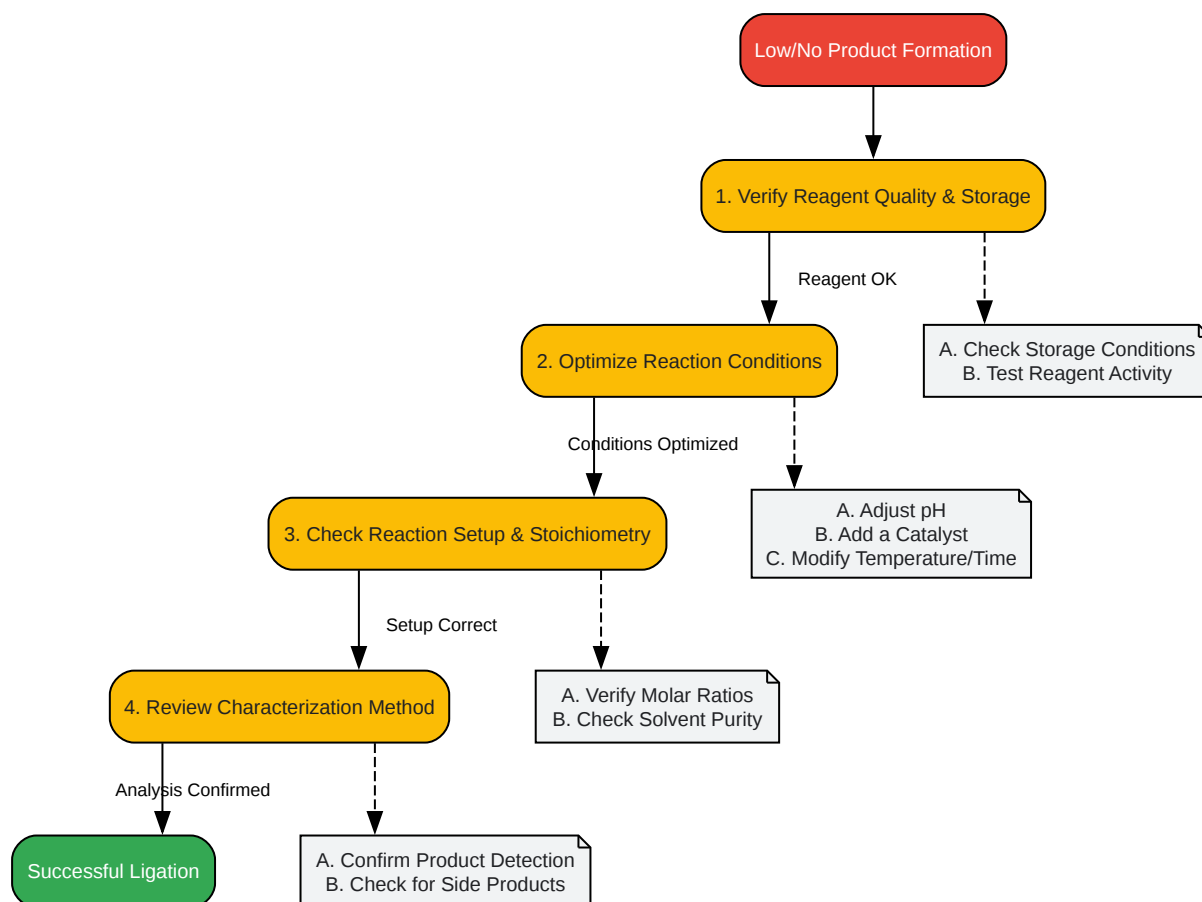 Low/No Product Formation
1. Verify Reagent Quality & Storage
Reagent OK
2. Optimize Reaction Conditions
A. Check Storage Conditions
B. Test Reagent Activity
Conditions Optimized
3. Check Reaction Setup & Stoichiometry
A. Adjust pH
B. Add a Catalyst
C. Modify Temperature/Time
Setup Correct
4. Review Characterization Method
A. Verify Molar Ratios
B. Check Solvent Purity
Analysis Confirmed
Successful Ligation
A. Confirm Product Detection
B. Check for Side Products